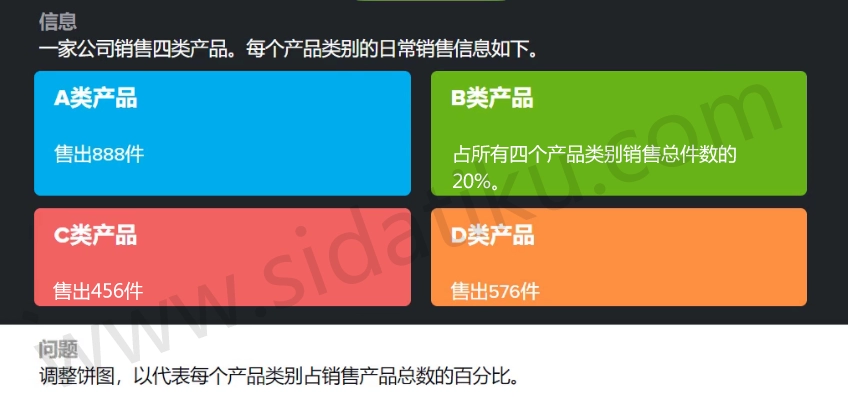 信息
一家公司销售四类产品。每个产品类别的日常销售信息如下。
A类产品
售出888件
B类产品
占所有四个产品类别销售总件数的
20%。
C类产品
售出456件
D类产品
售出576件
www.sidatiku.com
问题
调整饼图，以代表每个产品类别占销售产品总数的百分比。